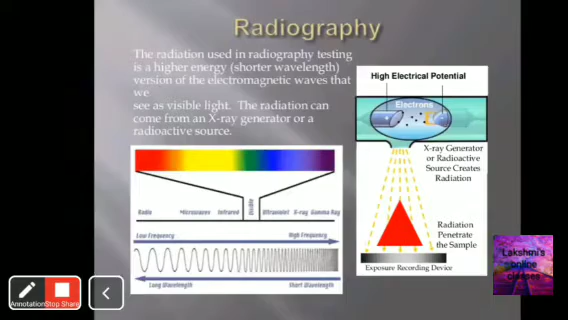 Radiography
The radiation used in radiography testing
is a higher energy (shorter wavelength)
version of the electromagnetic waves that
we
see as visible light. The radiation can
come from an X-ray generator or a
radioactive source.
High Electrical Potential
Electrons
X-ray Generator
or Radioactive
Source Creates
Radiation
Radiation
Penetrate
the Sample
Exposure Recording Device
Radio Microwaves Infrared Visible Ultraviolet X-ray Gamma Ray
Low Frequency High Frequency
Long Wavelength Short Wavelength
Lakshmi's
online
classes
Annotation Stop Share